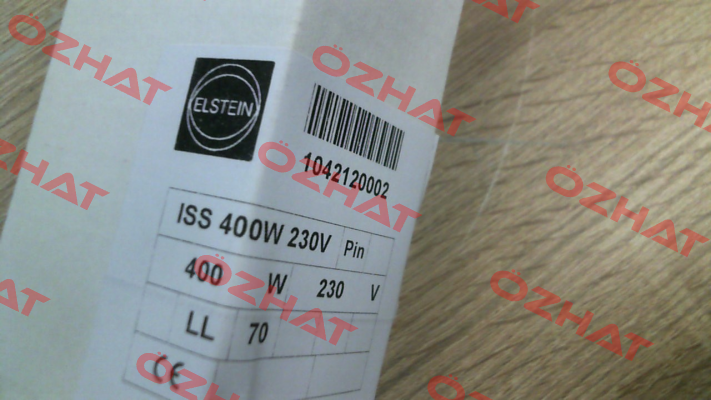 ELSTEIN
1042120002
ISS 400W 230V Pin
400 W 230 V
LL 70
CE
ÖZHAT
ÖZHAT
ÖZHAT
ÖZHAT
ÖZHAT
ÖZHAT
ÖZHAT
ÖZHAT
ÖZHAT